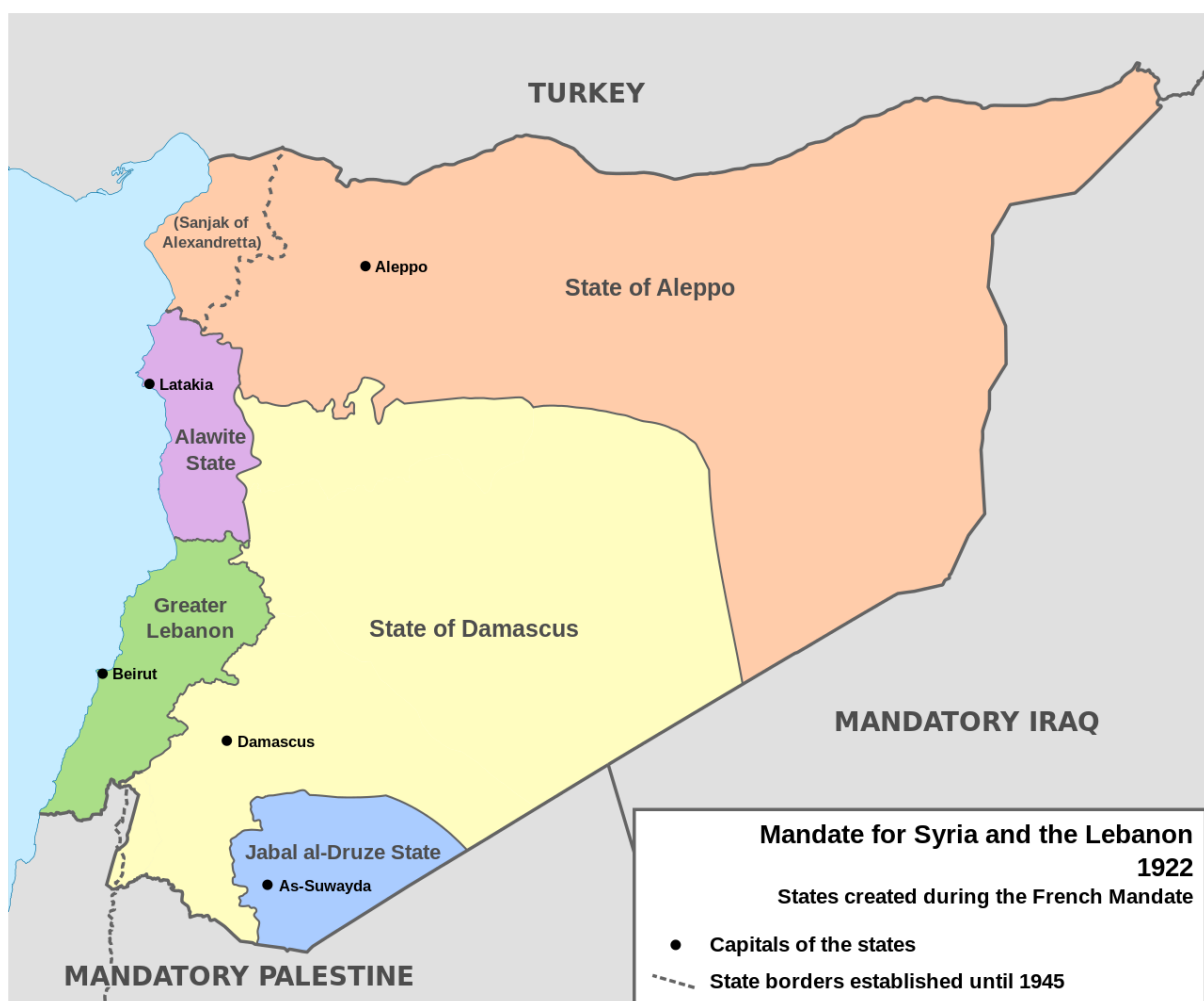 TURKEY
(Sanjak of
Alexandretta)
Aleppo
State of Aleppo
Latakia
Alawite
State
Greater
Lebanon
State of Damascus
Beirut
Damascus
MANDATORY IRAQ
Jabal al-Druze State
As-Suwayda
MANDATORY PALESTINE
Mandate for Syria and the Lebanon
1922
States created during the French Mandate
Capitals of the states
State borders established until 1945